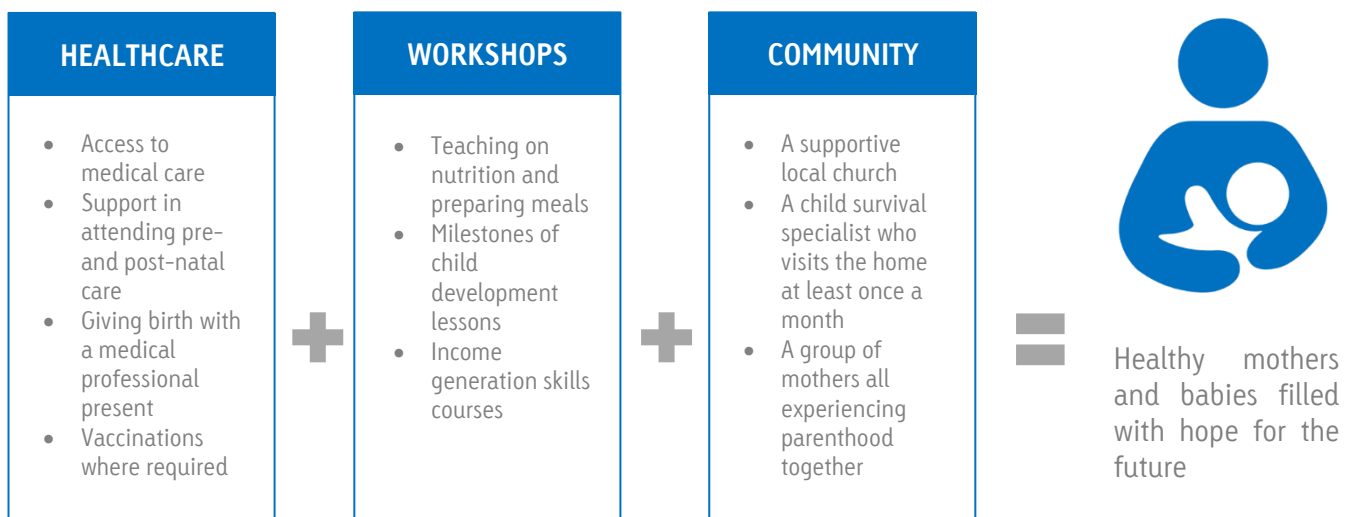 HEALTHCARE
• Access to
medical care
• Support in
attending pre-
and post-natal
care
• Giving birth with
a medical
professional
present
• Vaccinations
where required
WORKSHOPS
• Teaching on
nutrition and
preparing meals
• Milestones of
child
development
lessons
• Income
generation skills
courses
COMMUNITY
• A supportive
local church
• A child survival
specialist who
visits the home
at least once a
month
• A group of
mothers all
experiencing
parenthood
together
Healthy mothers
and babies filled
with hope for the
future